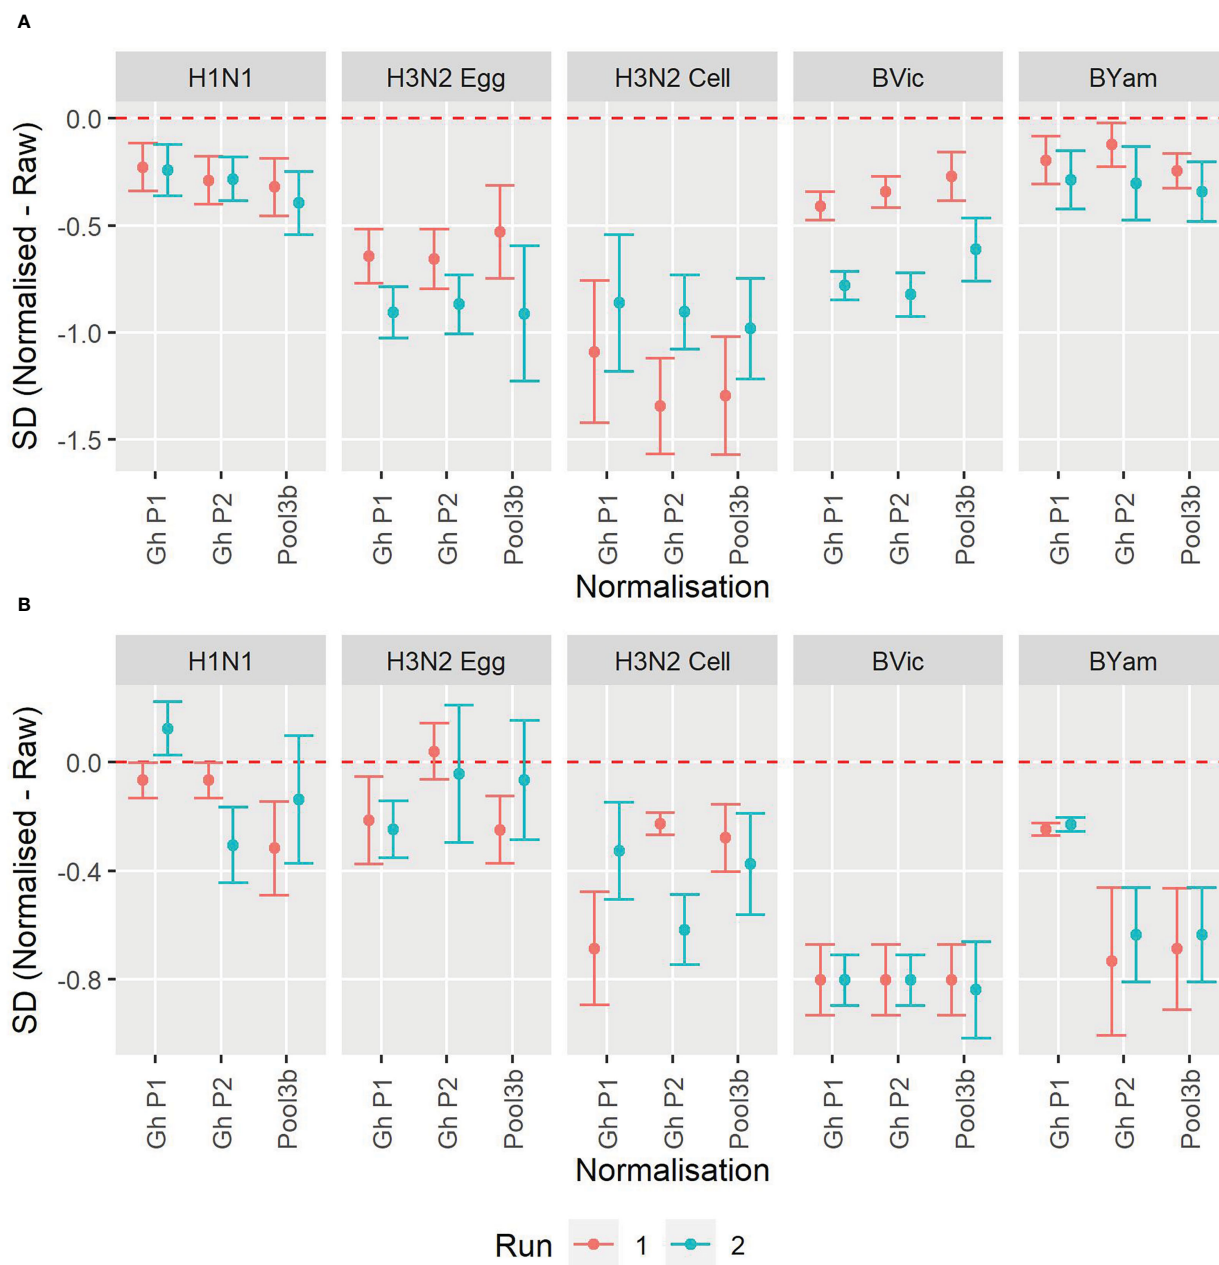 A
H1N1 H3N2 Egg H3N2 Cell BVic BYam
SD (Normalised - Raw)
0.0
-0.5
-1.0
-1.5
Gh P1 Gh P2 Pool3b Gh P1 Gh P2 Pool3b Gh P1 Gh P2 Pool3b Gh P1 Gh P2 Pool3b Gh P1 Gh P2 Pool3b
Normalisation
B
H1N1 H3N2 Egg H3N2 Cell BVic BYam
SD (Normalised - Raw)
0.0
-0.4
-0.8
Gh P1 Gh P2 Pool3b Gh P1 Gh P2 Pool3b Gh P1 Gh P2 Pool3b Gh P1 Gh P2 Pool3b Gh P1 Gh P2 Pool3b
Normalisation
Run 1 2